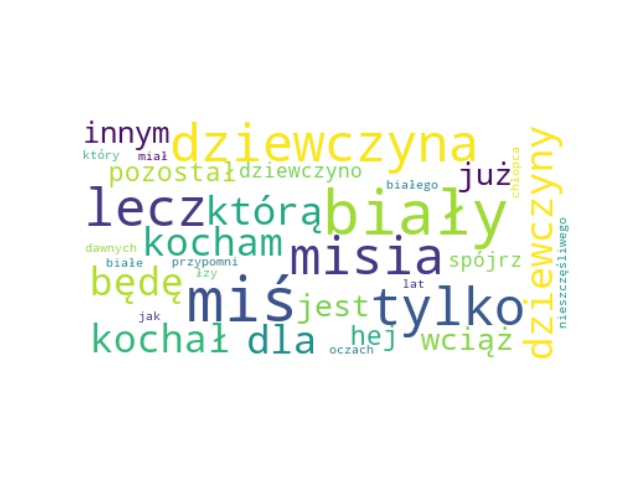 innym
dziewczyna
który
miał
pozostał
dziewczyno
już
białego
chłopca
dziewczyny
lecz
którą
biały
kocham
misia
spójrz
nieszczęśliwego
dawnych
białe
przypomni
łzy
będę
miś
jest
lat
tylko
jak
kochał
dla
hej
oczach
wciąż